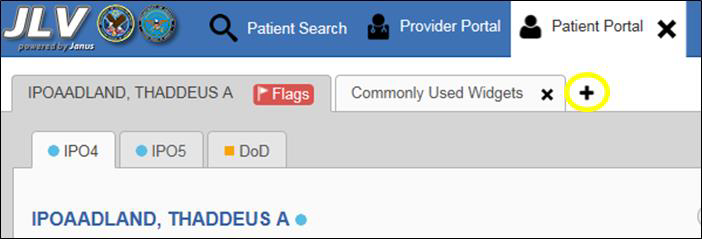 JLV Patient Search Provider Portal Patient Portal
powered by Janus
IPOAADLAND, THADDEUS A Flags Commonly Used Widgets
IPO4 IPO5 DoD
IPOAADLAND, THADDEUS A